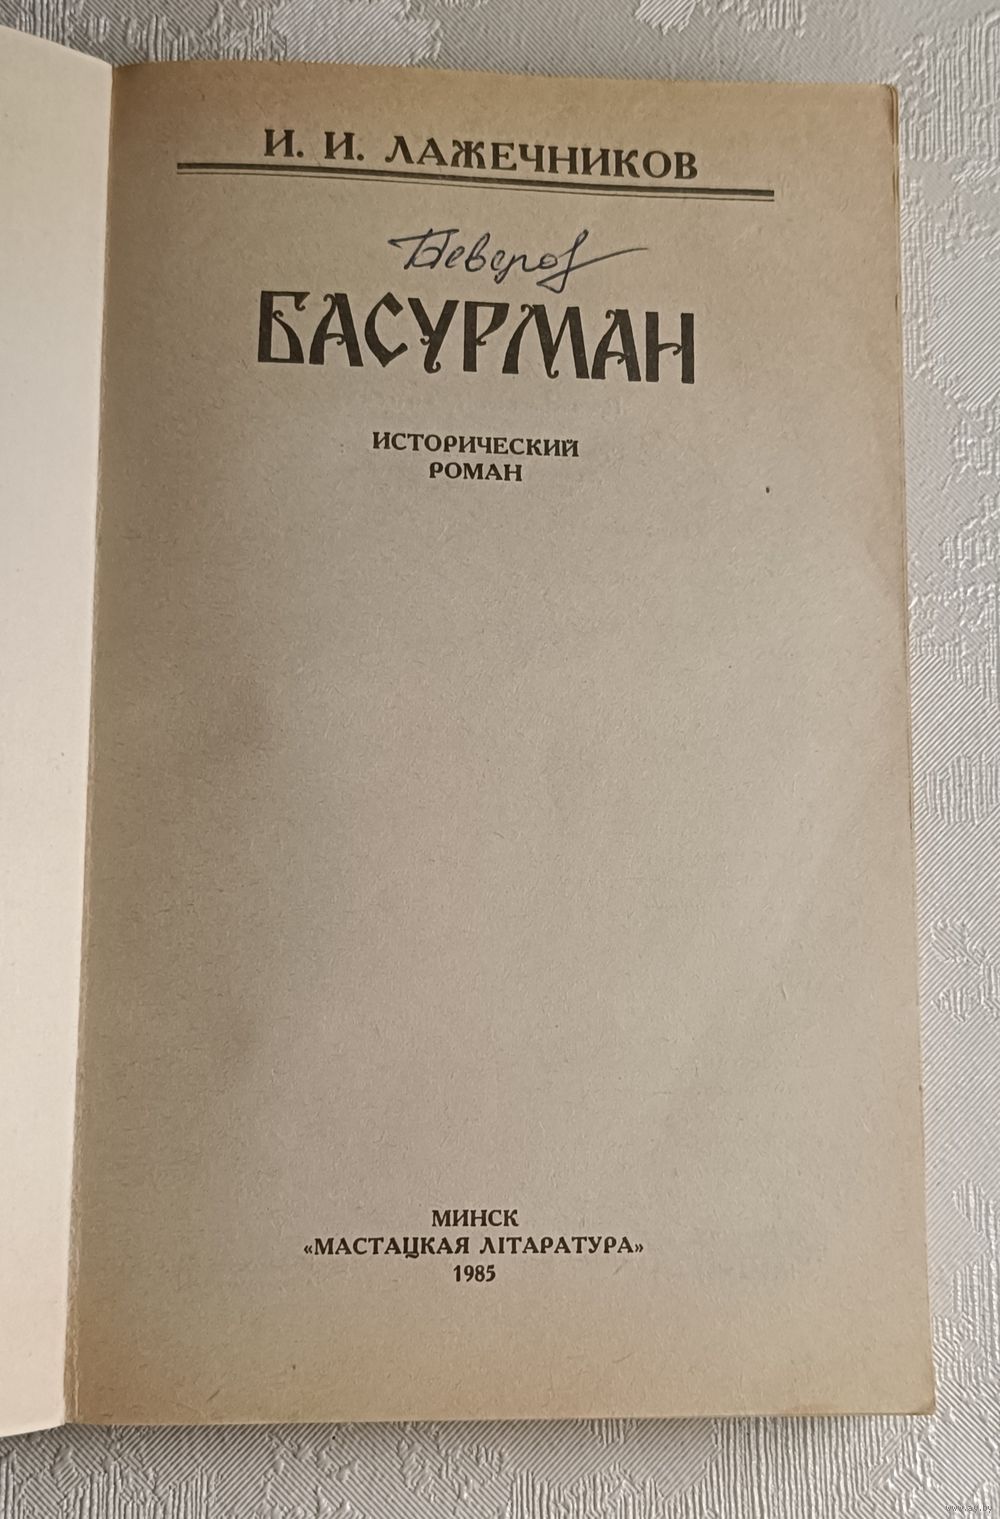 И. И. ЛАЖЕЧНИКОВ
БАСУРМАН
ИСТОРИЧЕСКИЙ
РОМАН
МИНСК
«МАСТАЦКАЯ ЛІТАРАТУРА»
1985